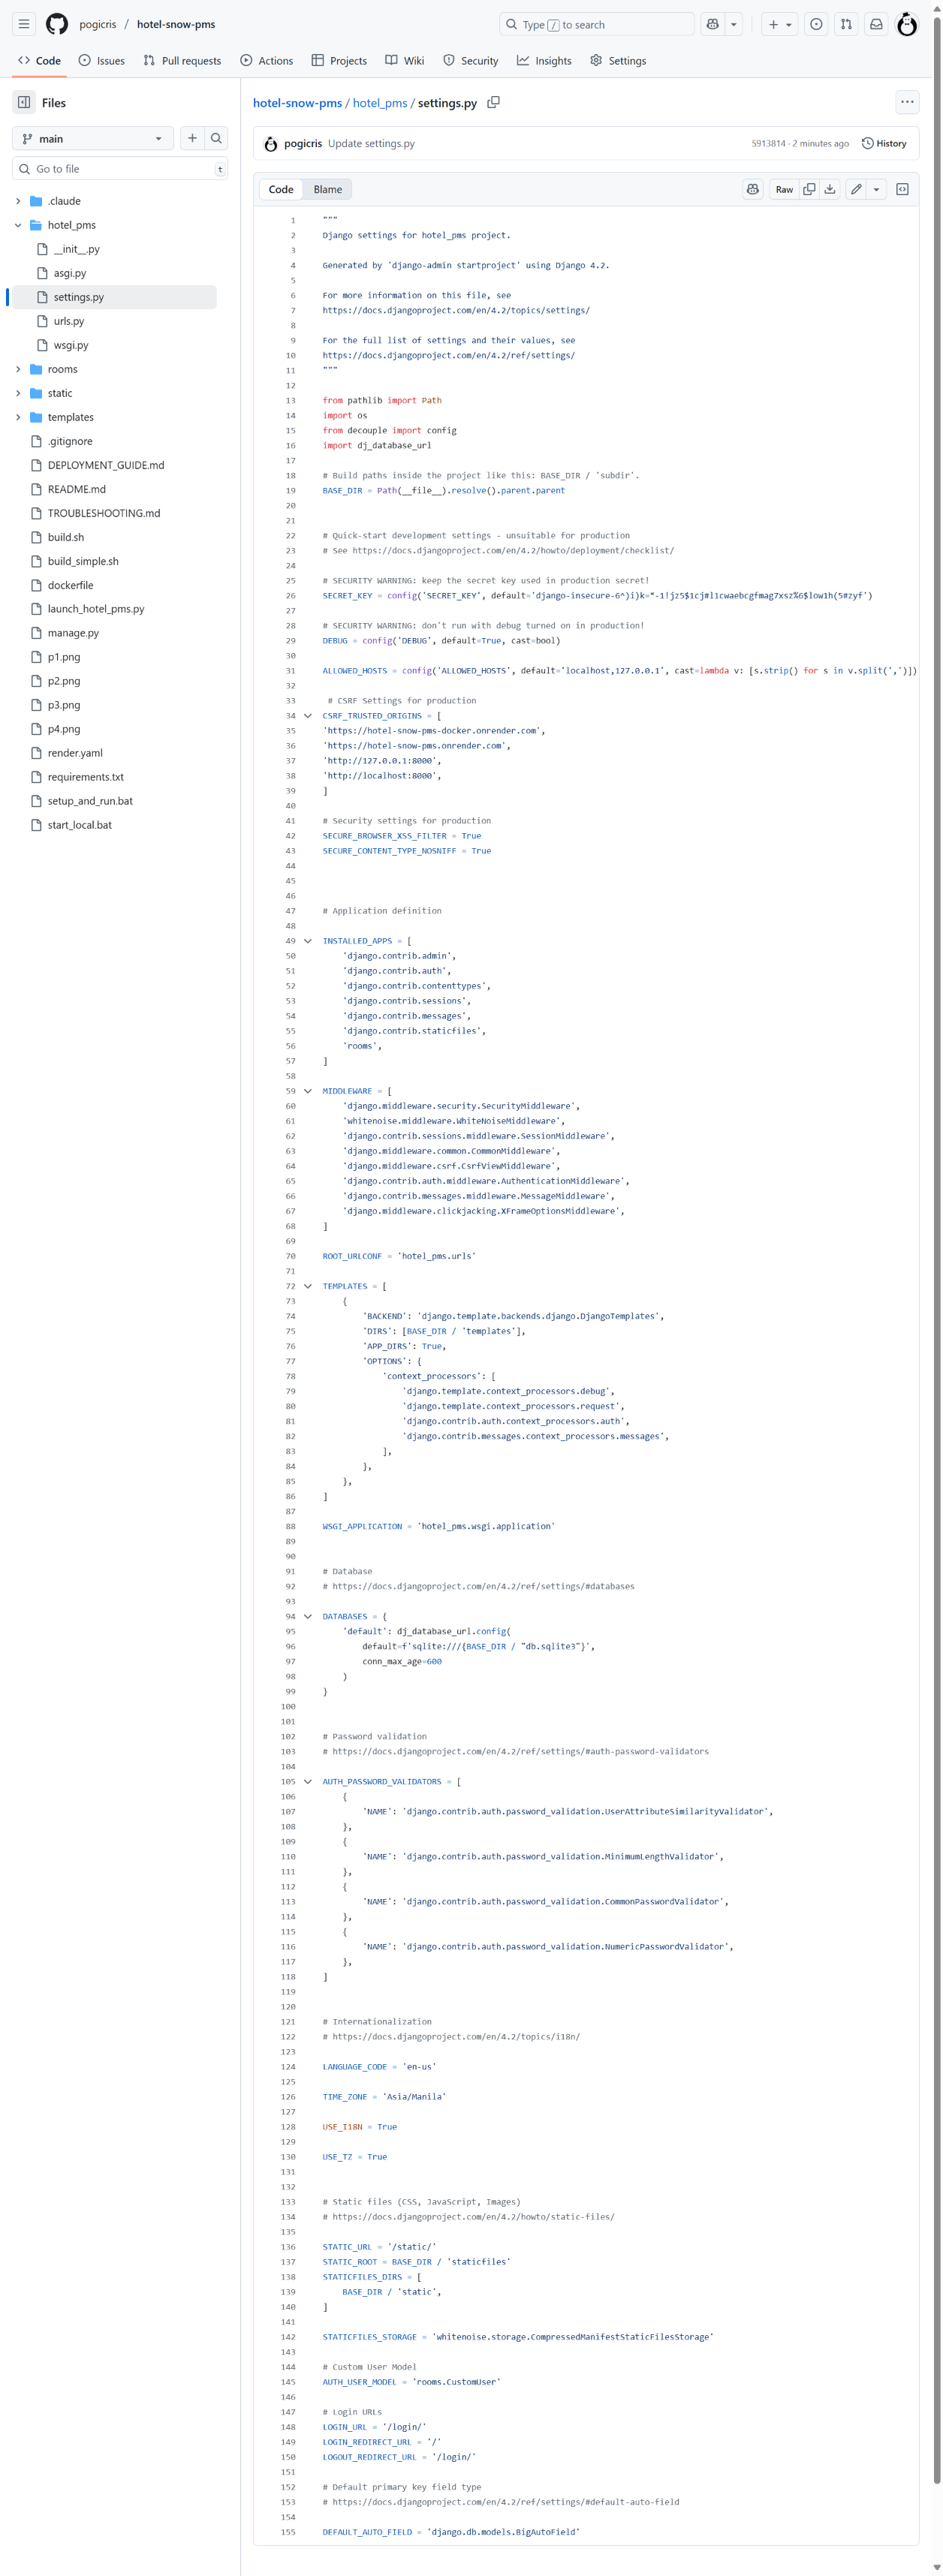 pogicris / hotel-snow-pms
Type / to search
Code
Issues
Pull requests
Actions
Projects
Wiki
Security
Insights
Settings
Files
main
Go to file
t
.claude
hotel_pms
__init__.py
asgi.py
settings.py
urls.py
wsgi.py
rooms
static
templates
.gitignore
DEPLOYMENT_GUIDE.md
README.md
TROUBLESHOOTING.md
build.sh
build_simple.sh
dockerfile
launch_hotel_pms.py
manage.py
p1.png
p2.png
p3.png
p4.png
render.yaml
requirements.txt
setup_and_run.bat
start_local.bat
hotel-snow-pms / hotel_pms / settings.py
pogicris Update settings.py
5913814 · 2 minutes ago
History
Code
Blame
Raw
1 """
2 Django settings for hotel_pms project.
3
4 Generated by 'django-admin startproject' using Django 4.2.
5
6 For more information on this file, see
7 https://docs.djangoproject.com/en/4.2/topics/settings/
8
9 For the full list of settings and their values, see
10 https://docs.djangoproject.com/en/4.2/ref/settings/
11 """
12
13 from pathlib import Path
14 import os
15 from decouple import config
16 import dj_database_url
17
18 # Build paths inside the project like this: BASE_DIR / 'subdir'.
19 BASE_DIR = Path(__file__).resolve().parent.parent
20
21
22 # Quick-start development settings - unsuitable for production
23 # See https://docs.djangoproject.com/en/4.2/howto/deployment/checklist/
24
25 # SECURITY WARNING: keep the secret key used in production secret!
26 SECRET_KEY = config('SECRET_KEY', default='django-insecure-6^)i)k=*-1!jz5$1cj#l1cwaebcgfmag7xsz%6$low1h(5#zyf')
27
28 # SECURITY WARNING: don't run with debug turned on in production!
29 DEBUG = config('DEBUG', default=True, cast=bool)
30
31 ALLOWED_HOSTS = config('ALLOWED_HOSTS', default='localhost,127.0.0.1', cast=lambda v: [s.strip() for s in v.split(',')])
32
33 # CSRF Settings for production
34 CSRF_TRUSTED_ORIGINS = [
35 'https://hotel-snow-pms-docker.onrender.com',
36 'https://hotel-snow-pms.onrender.com',
37 'http://127.0.0.1:8000',
38 'http://localhost:8000',
39 ]
40
41 # Security settings for production
42 SECURE_BROWSER_XSS_FILTER = True
43 SECURE_CONTENT_TYPE_NOSNIFF = True
44
45
46
47 # Application definition
48
49 INSTALLED_APPS = [
50 'django.contrib.admin',
51 'django.contrib.auth',
52 'django.contrib.contenttypes',
53 'django.contrib.sessions',
54 'django.contrib.messages',
55 'django.contrib.staticfiles',
56 'rooms',
57 ]
58
59 MIDDLEWARE = [
60 'django.middleware.security.SecurityMiddleware',
61 'whitenoise.middleware.WhiteNoiseMiddleware',
62 'django.contrib.sessions.middleware.SessionMiddleware',
63 'django.middleware.common.CommonMiddleware',
64 'django.middleware.csrf.CsrfViewMiddleware',
65 'django.contrib.auth.middleware.AuthenticationMiddleware',
66 'django.contrib.messages.middleware.MessageMiddleware',
67 'django.middleware.clickjacking.XFrameOptionsMiddleware',
68 ]
69
70 ROOT_URLCONF = 'hotel_pms.urls'
71
72 TEMPLATES = [
73 {
74 'BACKEND': 'django.template.backends.django.DjangoTemplates',
75 'DIRS': [BASE_DIR / 'templates'],
76 'APP_DIRS': True,
77 'OPTIONS': {
78 'context_processors': [
79 'django.template.context_processors.debug',
80 'django.template.context_processors.request',
81 'django.contrib.auth.context_processors.auth',
82 'django.contrib.messages.context_processors.messages',
83 ],
84 },
85 },
86 ]
87
88 WSGI_APPLICATION = 'hotel_pms.wsgi.application'
89
90
91 # Database
92 # https://docs.djangoproject.com/en/4.2/ref/settings/#databases
93
94 DATABASES = {
95 'default': dj_database_url.config(
96 default=f'sqlite:///{BASE_DIR / "db.sqlite3"}',
97 conn_max_age=600
98 )
99 }
100
101
102 # Password validation
103 # https://docs.djangoproject.com/en/4.2/ref/settings/#auth-password-validators
104
105 AUTH_PASSWORD_VALIDATORS = [
106 {
107 'NAME': 'django.contrib.auth.password_validation.UserAttributeSimilarityValidator',
108 },
109 {
110 'NAME': 'django.contrib.auth.password_validation.MinimumLengthValidator',
111 },
112 {
113 'NAME': 'django.contrib.auth.password_validation.CommonPasswordValidator',
114 },
115 {
116 'NAME': 'django.contrib.auth.password_validation.NumericPasswordValidator',
117 },
118 ]
119
120
121 # Internationalization
122 # https://docs.djangoproject.com/en/4.2/topics/i18n/
123
124 LANGUAGE_CODE = 'en-us'
125
126 TIME_ZONE = 'Asia/Manila'
127
128 USE_I18N = True
129
130 USE_TZ = True
131
132
133 # Static files (CSS, JavaScript, Images)
134 # https://docs.djangoproject.com/en/4.2/howto/static-files/
135
136 STATIC_URL = '/static/'
137 STATIC_ROOT = BASE_DIR / 'staticfiles'
138 STATICFILES_DIRS = [
139 BASE_DIR / 'static',
140 ]
141
142 STATICFILES_STORAGE = 'whitenoise.storage.CompressedManifestStaticFilesStorage'
143
144 # Custom User Model
145 AUTH_USER_MODEL = 'rooms.CustomUser'
146
147 # Login URLs
148 LOGIN_URL = '/login/'
149 LOGIN_REDIRECT_URL = '/'
150 LOGOUT_REDIRECT_URL = '/login/'
151
152 # Default primary key field type
153 # https://docs.djangoproject.com/en/4.2/ref/settings/#default-auto-field
154
155 DEFAULT_AUTO_FIELD = 'django.db.models.BigAutoField'